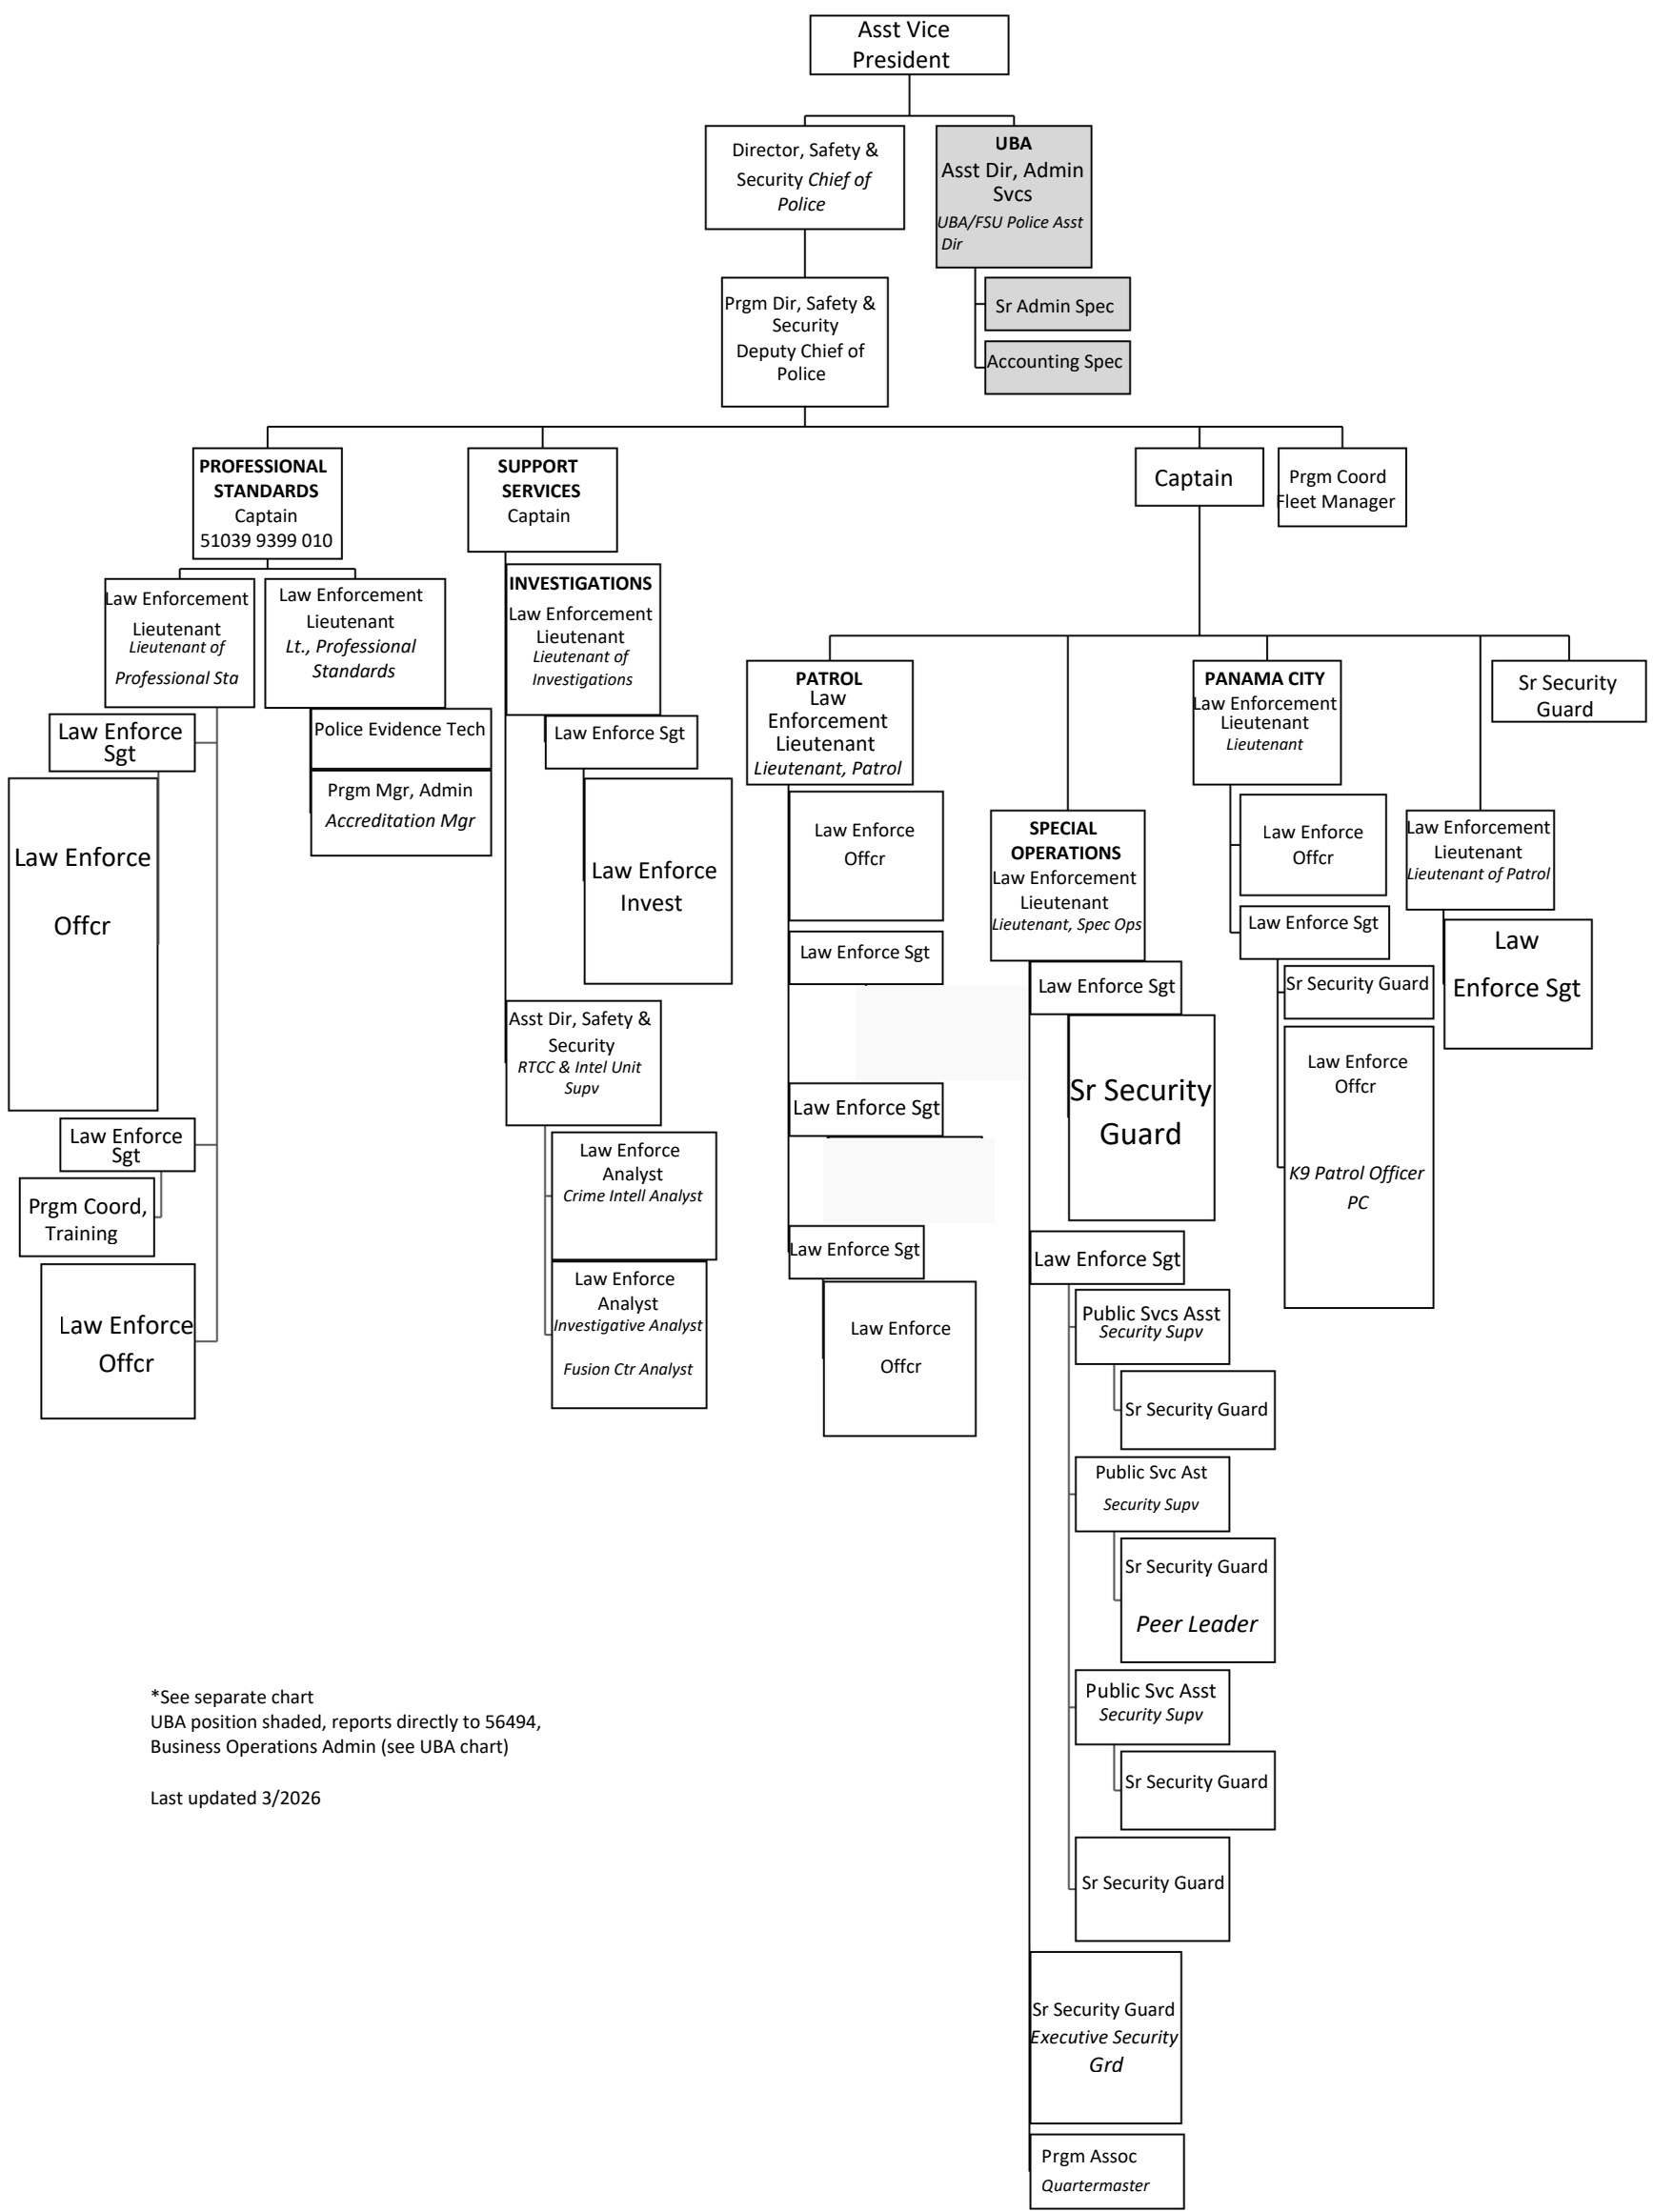 Asst Vice
President
Director, Safety &
Security Chief of
Police
UBA
Asst Dir, Admin
Svcs
UBA/FSU Police Asst
Dir
Sr Admin Spec
Accounting Spec
Prgm Dir, Safety &
Security
Deputy Chief of
Police
PROFESSIONAL
STANDARDS
Captain
51039 9399 010
SUPPORT
SERVICES
Captain
Captain
Prgm Coord
Fleet Manager
Law Enforcement
Lieutenant
Lieutenant of
Professional Sta
Law Enforcement
Lieutenant
Lt., Professional
Standards
Law Enforce
Sgt
Law Enforce
Offcr
Law Enforce
Sgt
Prgm Coord,
Training
Law Enforce
Offcr
Police Evidence Tech
Prgm Mgr, Admin
Accreditation Mgr
INVESTIGATIONS
Law Enforcement
Lieutenant
Lieutenant of
Investigations
Law Enforce Sgt
Law Enforce
Invest
Asst Dir, Safety &
Security
RTCC & Intel Unit
Supv
Law Enforce
Analyst
Crime Intell Analyst
Law Enforce
Analyst
Investigative Analyst
Fusion Ctr Analyst
PATROL
Law
Enforcement
Lieutenant
Lieutenant, Patrol
Law Enforce
Offcr
Law Enforce Sgt
Law Enforce Sgt
Law Enforce Sgt
Law Enforce
Offcr
SPECIAL
OPERATIONS
Law Enforcement
Lieutenant
Lieutenant, Spec Ops
Law Enforce Sgt
Sr Security
Guard
Law Enforce Sgt
Public Svcs Asst
Security Supv
Sr Security Guard
Public Svc Ast
Security Supv
Sr Security Guard
Peer Leader
Public Svc Asst
Security Supv
Sr Security Guard
Sr Security Guard
Sr Security Guard
Executive Security
Grd
Prgm Assoc
Quartermaster
PANAMA CITY
Law Enforcement
Lieutenant
Lieutenant
Law Enforce
Offcr
Law Enforce Sgt
Sr Security Guard
Law Enforce
Offcr
K9 Patrol Officer
PC
Law Enforcement
Lieutenant
Lieutenant of Patrol
Law
Enforce Sgt
Sr Security
Guard
*See separate chart
UBA position shaded, reports directly to 56494,
Business Operations Admin (see UBA chart)
Last updated 3/2026